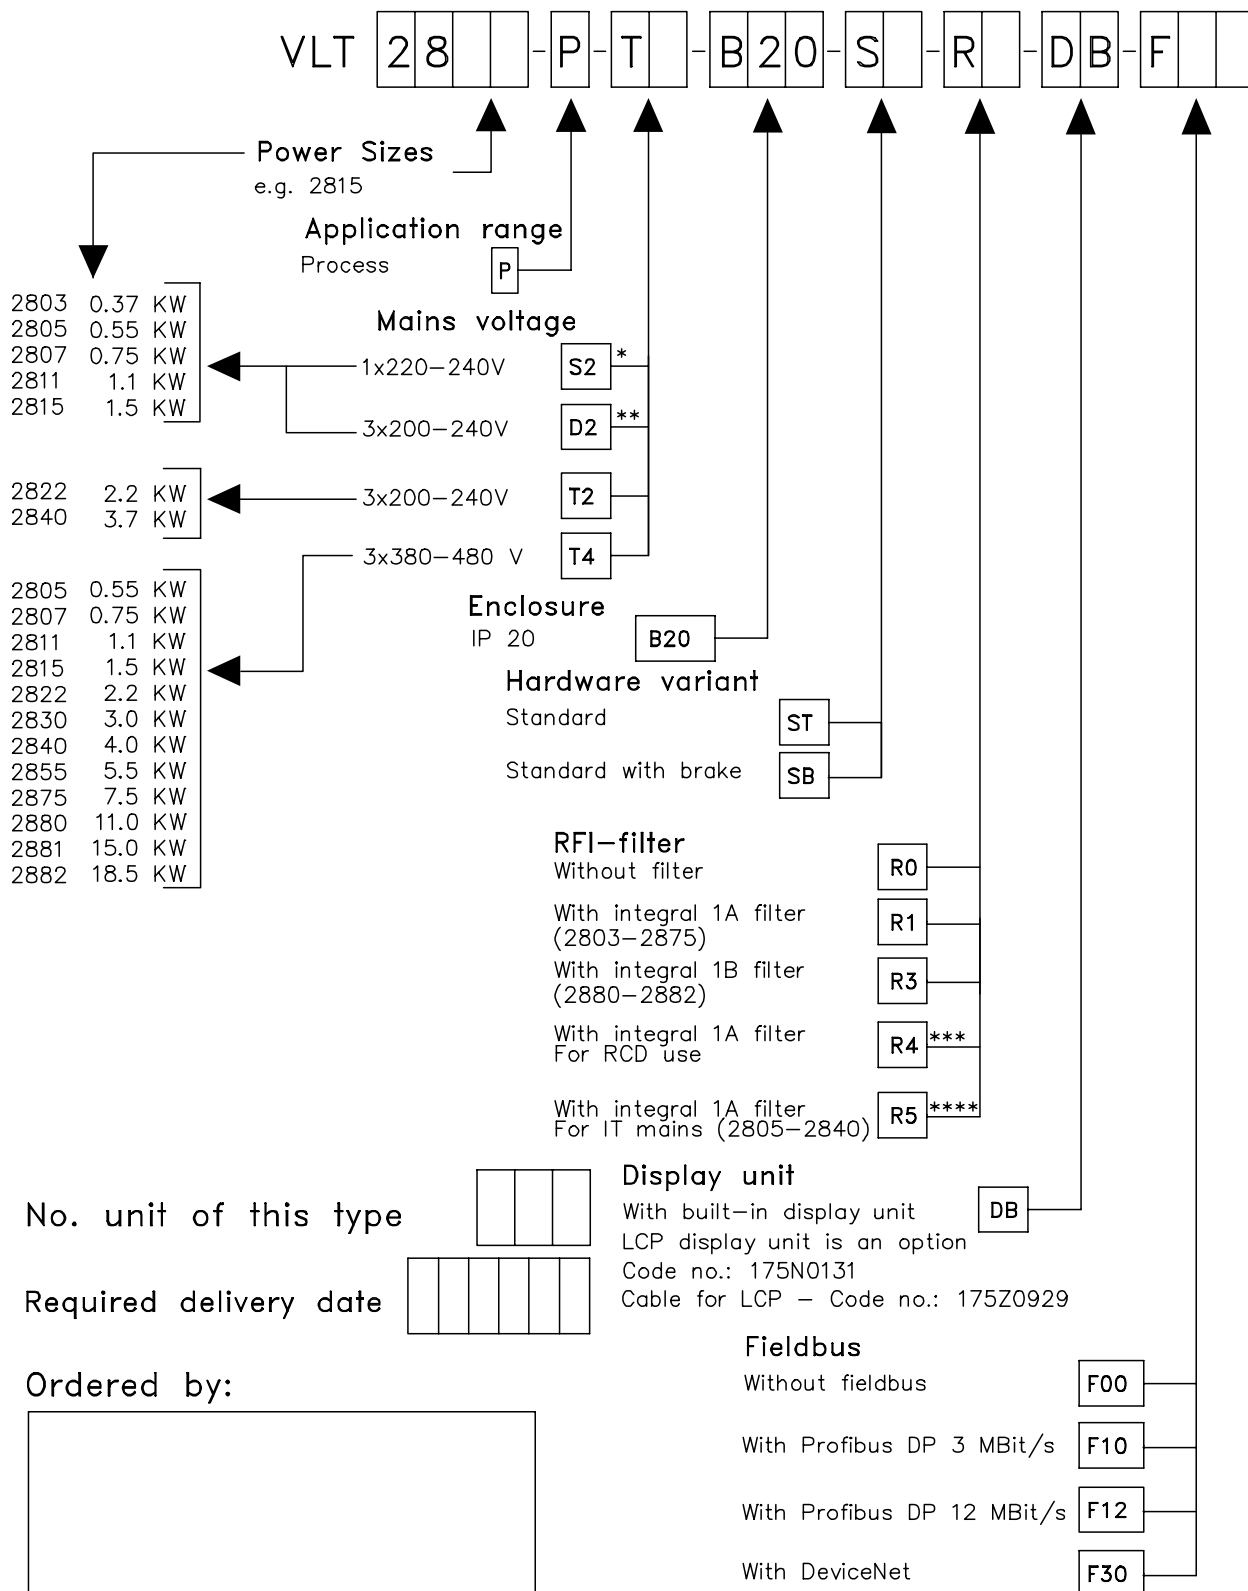 VLT 28 -P-T -B20-S -R -DB-F
Power Sizes
e.g. 2815
Application range
Process P
2803 0.37 KW
2805 0.55 KW
2807 0.75 KW
2811 1.1 KW
2815 1.5 KW
Mains voltage
1x220-240V S2 *
3x200-240V D2 **
2822 2.2 KW
2840 3.7 KW
3x200-240V T2
3x380-480 V T4
2805 0.55 KW
2807 0.75 KW
2811 1.1 KW
2815 1.5 KW
2822 2.2 KW
2830 3.0 KW
2840 4.0 KW
2855 5.5 KW
2875 7.5 KW
2880 11.0 KW
2881 15.0 KW
2882 18.5 KW
Enclosure
IP 20 B20
Hardware variant
Standard ST
Standard with brake SB
RFI-filter
Without filter R0
With integral 1A filter
(2803-2875) R1
With integral 1B filter
(2880-2882) R3
With integral 1A filter
For RCD use R4 ***
With integral 1A filter
For IT mains (2805-2840) R5 ****
Display unit
With built-in display unit DB
LCP display unit is an option
Code no.: 175N0131
Cable for LCP - Code no.: 175Z0929
No. unit of this type
Required delivery date
Ordered by:
Fieldbus
Without fieldbus F00
With Profibus DP 3 MBit/s F10
With Profibus DP 12 MBit/s F12
With DeviceNet F30